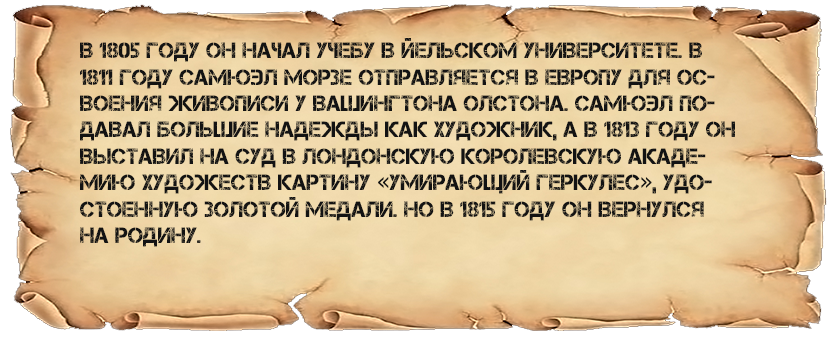 В 1805 ГОДУ ОН НАЧАЛ УЧЕБУ В ЙЕЛЬСКОМ УНИВЕРСИТЕТЕ. В
1811 ГОДУ САМЮЭЛ МОРЗЕ ОТПРАВЛЯЕТСЯ В ЕВРОПУ ДЛЯ ОС-
ВОЕНИЯ ЖИВОПИСИ У ВАШИНГТОНА ОЛСТОНА. САМЮЭЛ ПО-
ДАВАЛ БОЛЬШИЕ НАДЕЖДЫ КАК ХУДОЖНИК, А В 1813 ГОДУ ОН
ВЫСТАВИЛ НА СУД В ЛОНДОНСКУЮ КОРОЛЕВСКУЮ АКАДЕ-
МИЮ ХУДОЖЕСТВ КАРТИНУ «УМИРАЮЩИЙ ГЕРКУЛЕС», УДО-
СТОЕННУЮ ЗОЛОТОЙ МЕДАЛИ. НО В 1815 ГОДУ ОН ВЕРНУЛСЯ
НА РОДИНУ.